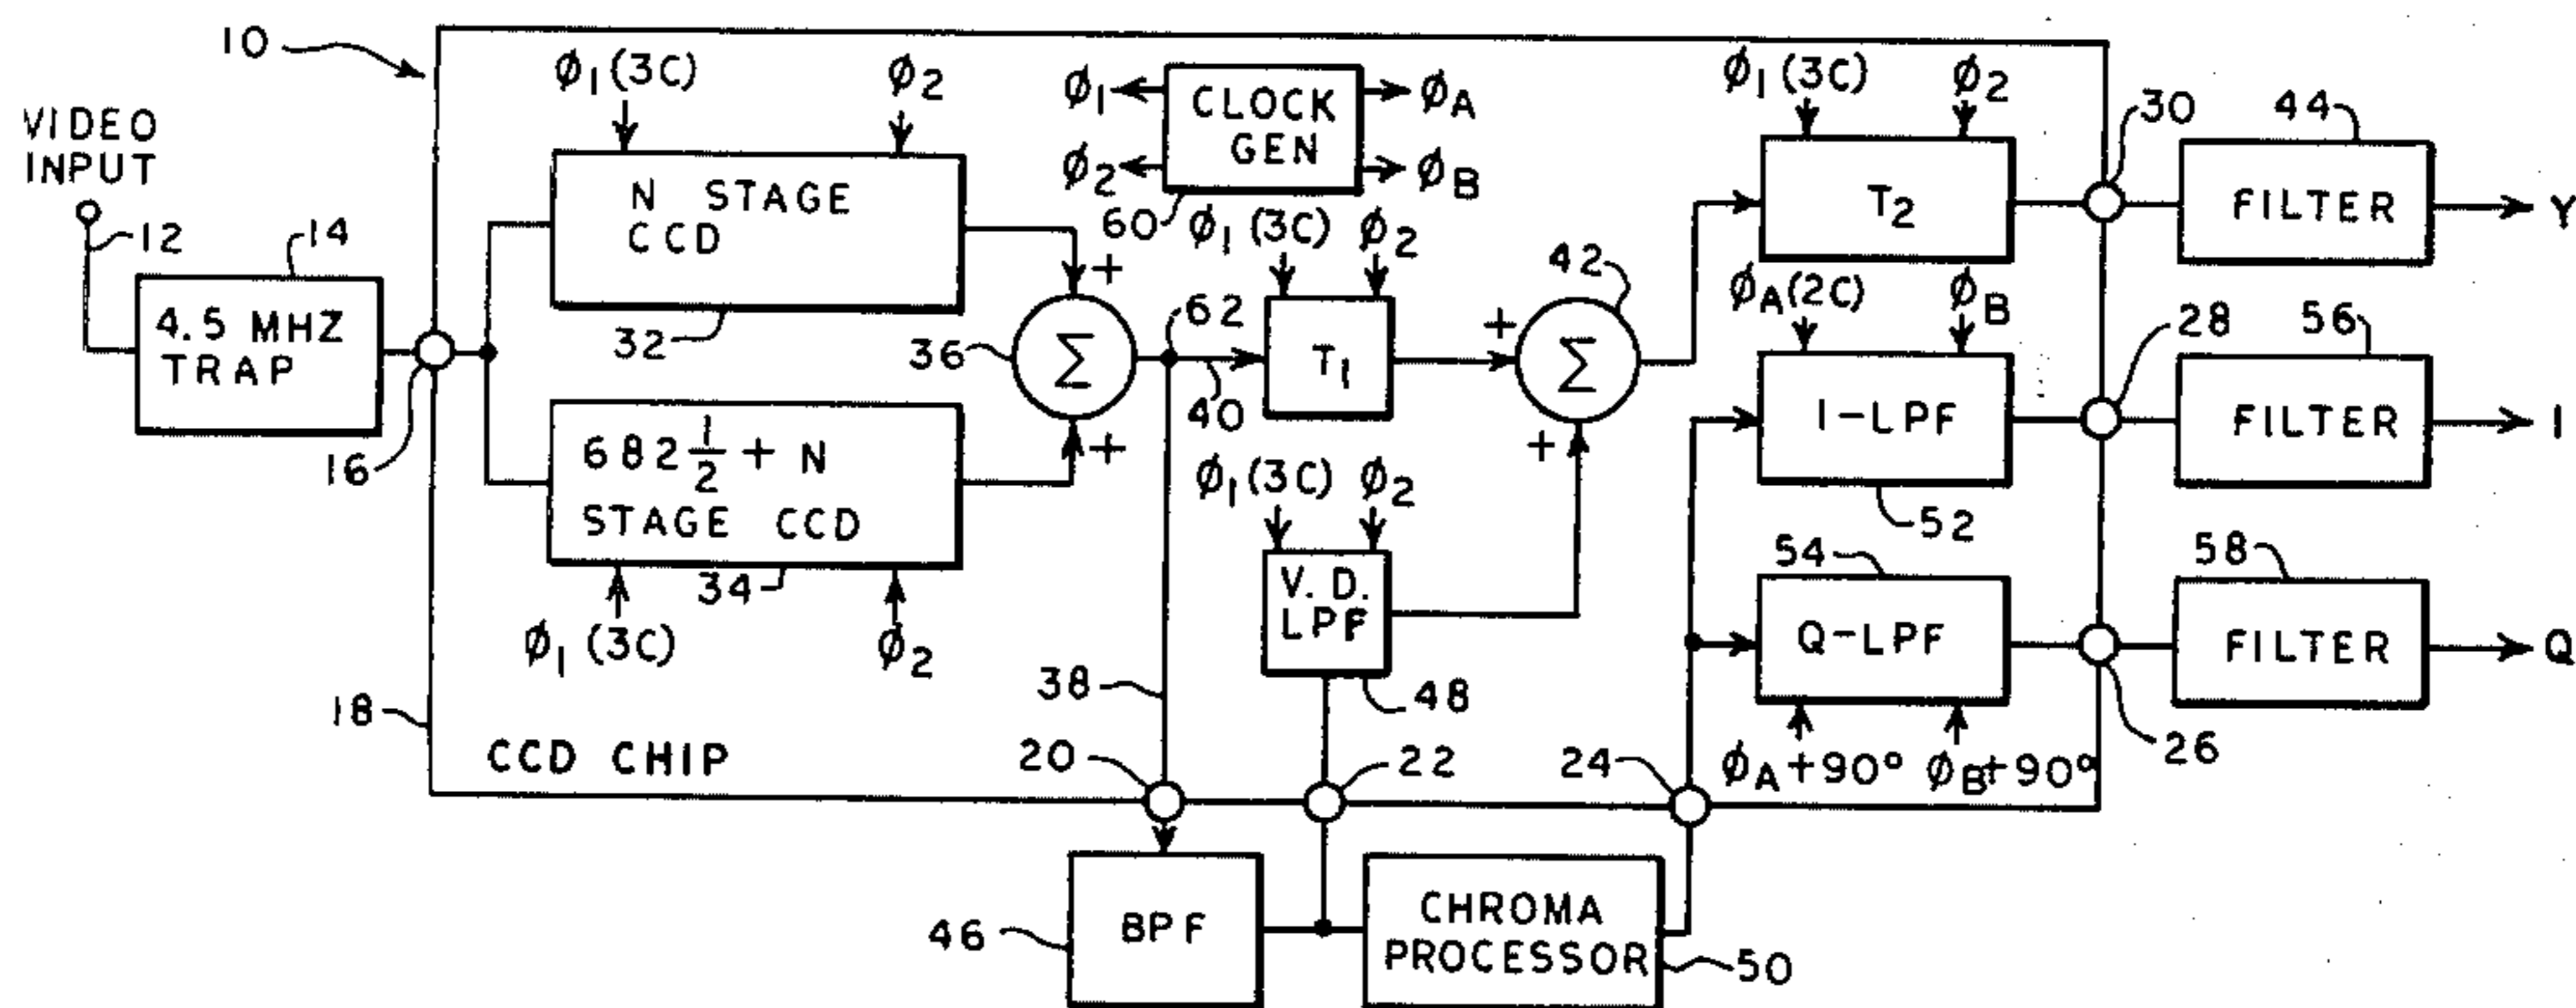 10
VIDEO
INPUT
12
14
4.5 MHZ
TRAP
16
18
CCD CHIP
ϕ1 (3C)
ϕ2
N STAGE
CCD
32
682 1/2 + N
STAGE CCD
34
ϕ1 (3C)
ϕ2
+
36
Σ
+
ϕ1
ϕ2
CLOCK
GEN
60
ϕA
ϕB
62
40
38
ϕ1 (3C)
ϕ2
T1
ϕ1 (3C)
ϕ2
V. D.
LPF
48
+
42
Σ
+
ϕ1 (3C)
ϕ2
T2
30
44
FILTER
Y
ϕA (2C)
ϕB
I-LPF
52
28
56
FILTER
I
54
Q-LPF
ϕA +90°
ϕB+90°
26
58
FILTER
Q
20
22
24
46
BPF
CHROMA
PROCESSOR
50